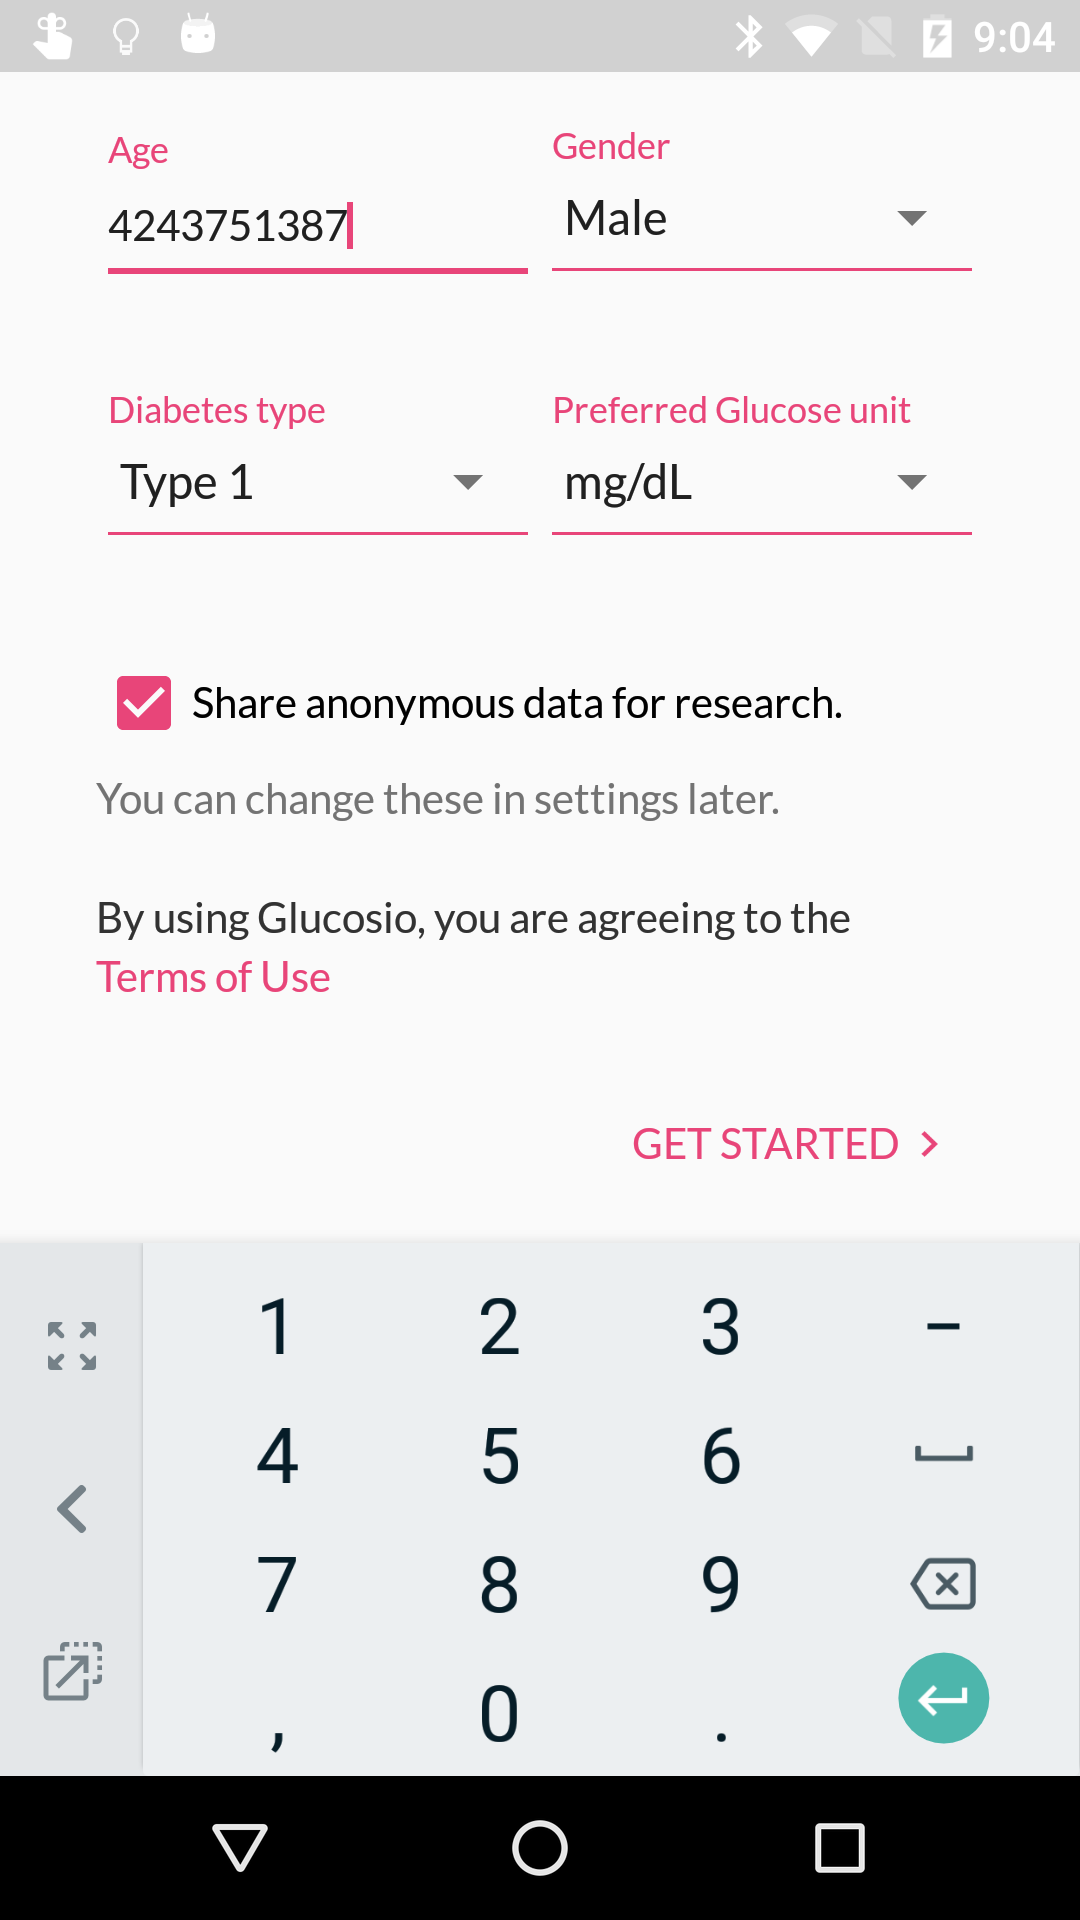 9:04
Age
Gender
4243751387
Male
Diabetes type
Preferred Glucose unit
Type 1
mg/dL
Share anonymous data for research.
You can change these in settings later.
By using Glucosio, you are agreeing to the
Terms of Use
GET STARTED
1 2 3 -
4 5 6
7 8 9
, 0 .